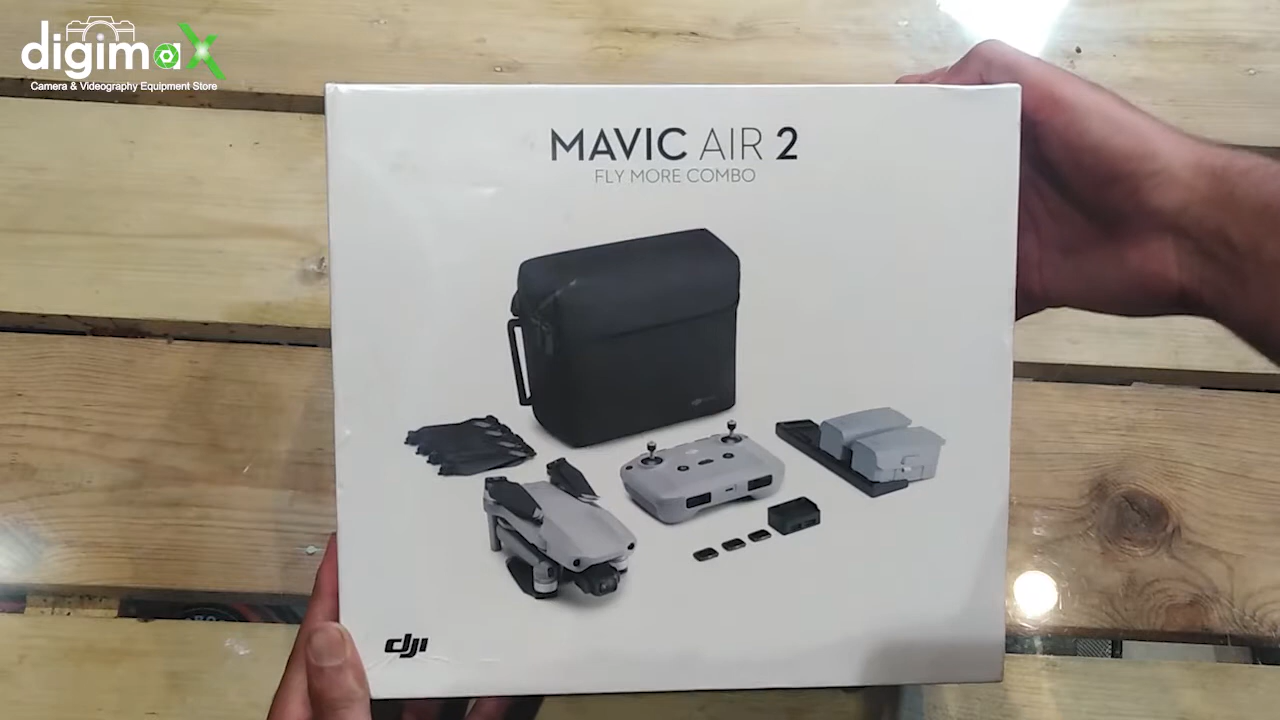 digimax
Camera & Videography Equipment Store
MAVIC AIR 2
FLY MORE COMBO
dji